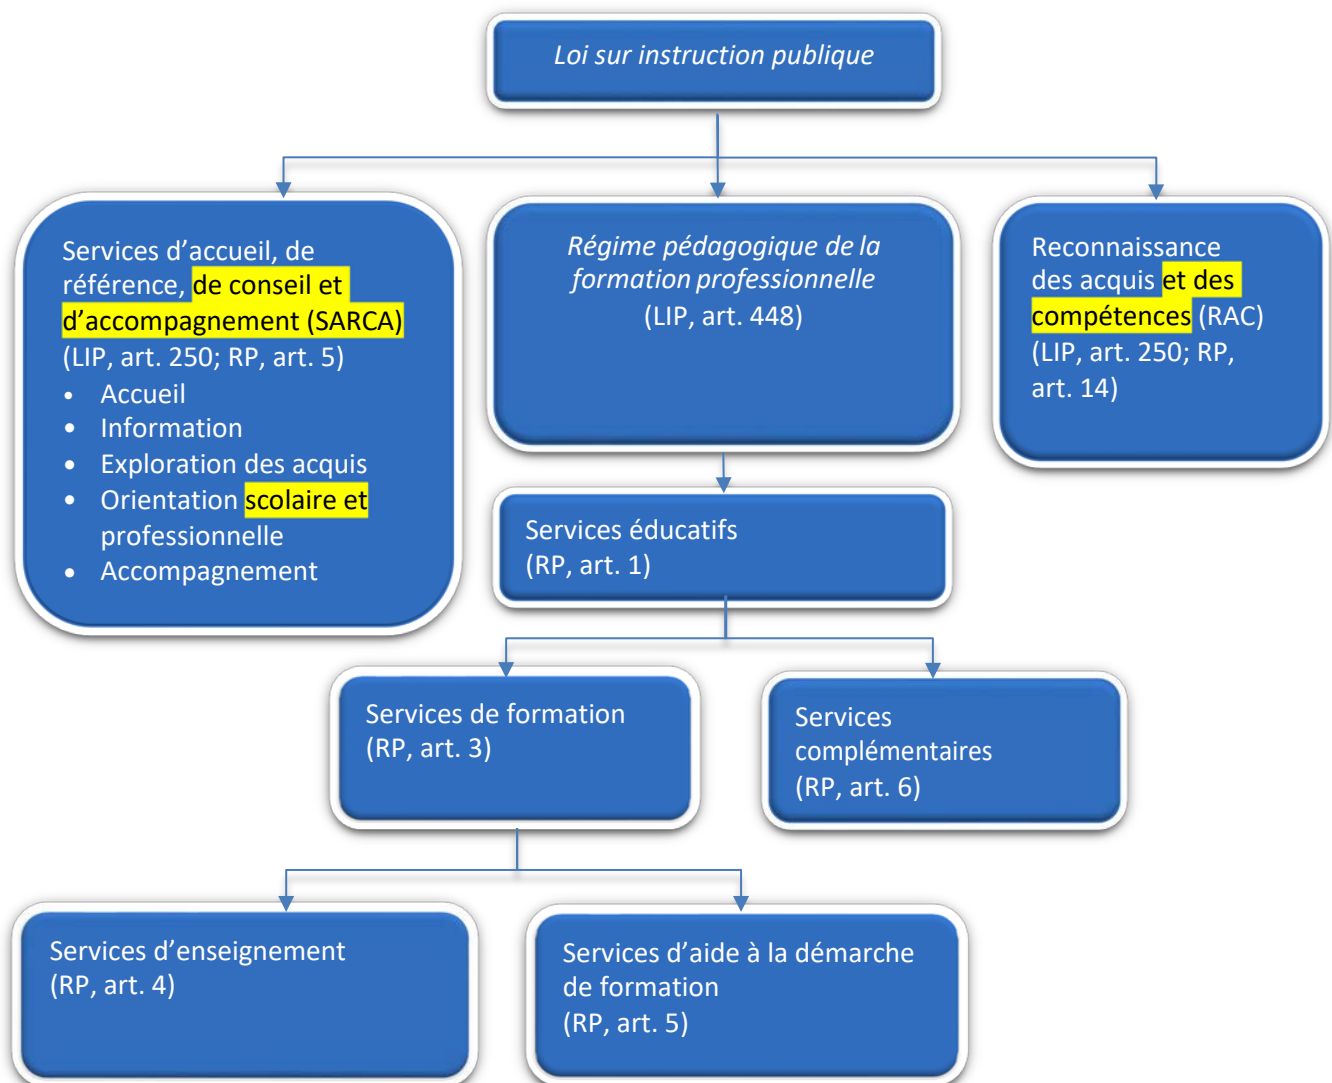 Loi sur instruction publique
Services d’accueil, de
référence, de conseil et
d’accompagnement (SARCA)
(LIP, art. 250; RP, art. 5)
• Accueil
• Information
• Exploration des acquis
• Orientation scolaire et
professionnelle
• Accompagnement
Régime pédagogique de la
formation professionnelle
(LIP, art. 448)
Reconnaissance
des acquis et des
compétences (RAC)
(LIP, art. 250; RP,
art. 14)
Services éducatifs
(RP, art. 1)
Services de formation
(RP, art. 3)
Services
complémentaires
(RP, art. 6)
Services d’enseignement
(RP, art. 4)
Services d’aide à la démarche
de formation
(RP, art. 5)